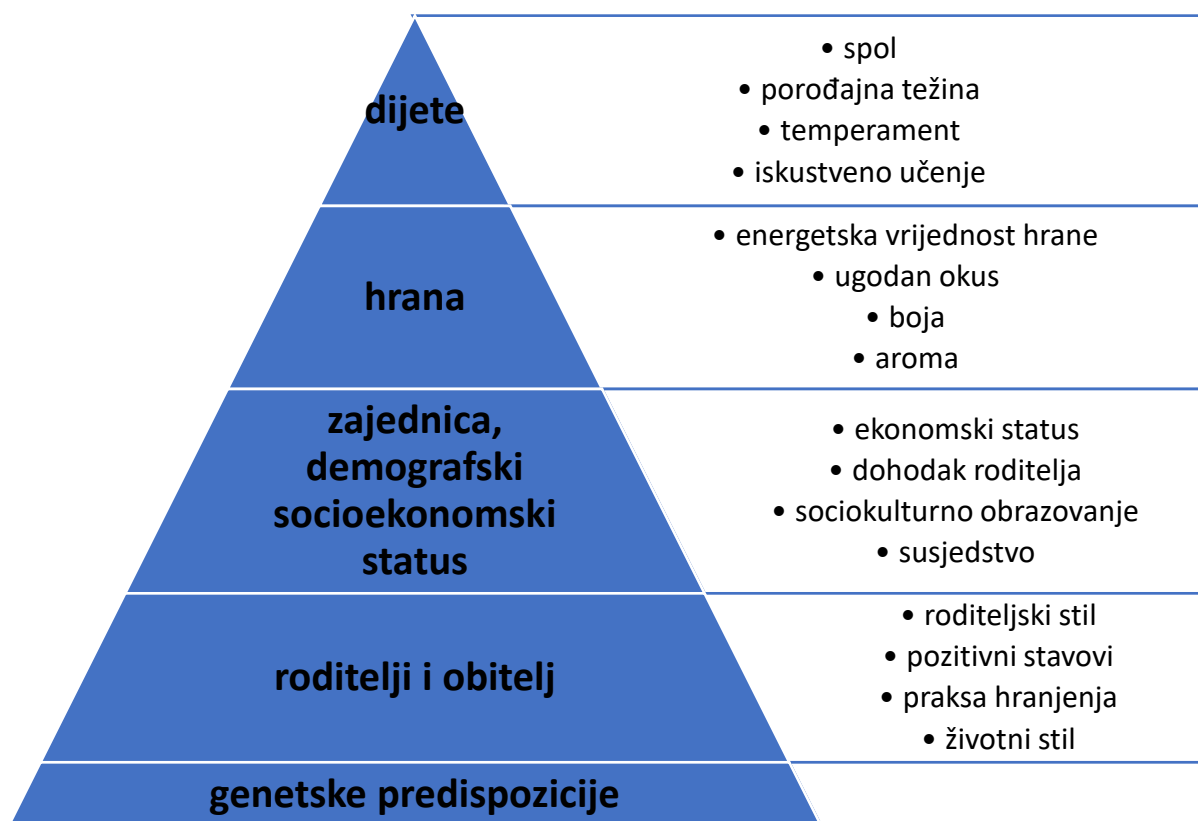 dijete
• spol
• porođajna težina
• temperament
• iskustveno učenje
hrana
• energetska vrijednost hrane
• ugodan okus
• boja
• aroma
zajednica,
demografski
socioekonomski
status
• ekonomski status
• dohodak roditelja
• sociokulturno obrazovanje
• susjedstvo
roditelji i obitelj
• roditeljski stil
• pozitivni stavovi
• praksa hranjenja
• životni stil
genetske predispozicije